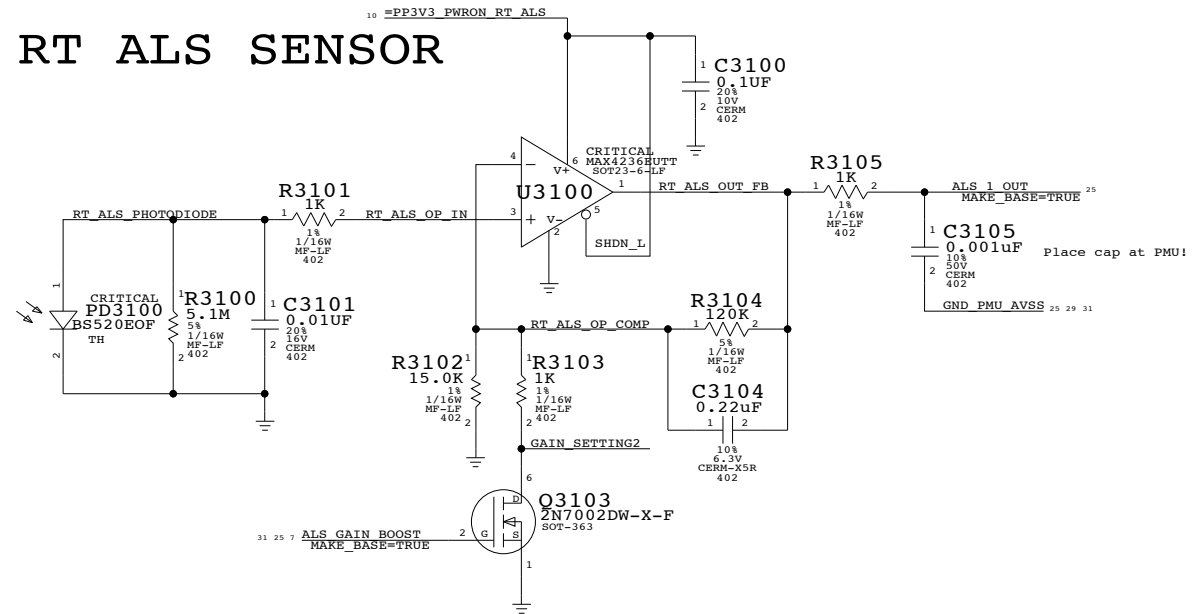 10 =PP3V3_PWRON_RT_ALS
RT ALS SENSOR
1 C3100
0.1UF
20%
10V
2 CERM
402
4
-
V+ 6
CRITICAL
MAX4236EUTT
SOT23-6-LF
U3100
1 RT_ALS_OUT_FB
R3105
1K
1 2
1%
1/16W
MF-LF
402
ALS_1_OUT 25
MAKE_BASE=TRUE
R3101
1K
1 2
1%
1/16W
MF-LF
402
RT_ALS_PHOTODIODE
RT_ALS_OP_IN
3
+
V-
2
5
SHDN_L
1 C3105
0.001uF
10%
50V
2 CERM
402
Place cap at PMU!
GND_PMU_AVSS 25 29 31
1
CRITICAL
PD3100
BS520EOF
TH
2
1 R3100
5.1M
5%
1/16W
MF-LF
2 402
1 C3101
0.01UF
20%
16V
2 CERM
402
RT_ALS_OP_COMP
R3104
120K
1 2
5%
1/16W
MF-LF
402
R3102 1
15.0K
1%
1/16W
MF-LF
402 2
1 R3103
1K
1%
1/16W
MF-LF
2 402
C3104
0.22uF
1 2
10%
6.3V
CERM-X5R
402
GAIN_SETTING2
6
D
Q3103
2N7002DW-X-F
SOT-363
31 25 7 ALS_GAIN_BOOST
MAKE_BASE=TRUE
2 G S
1